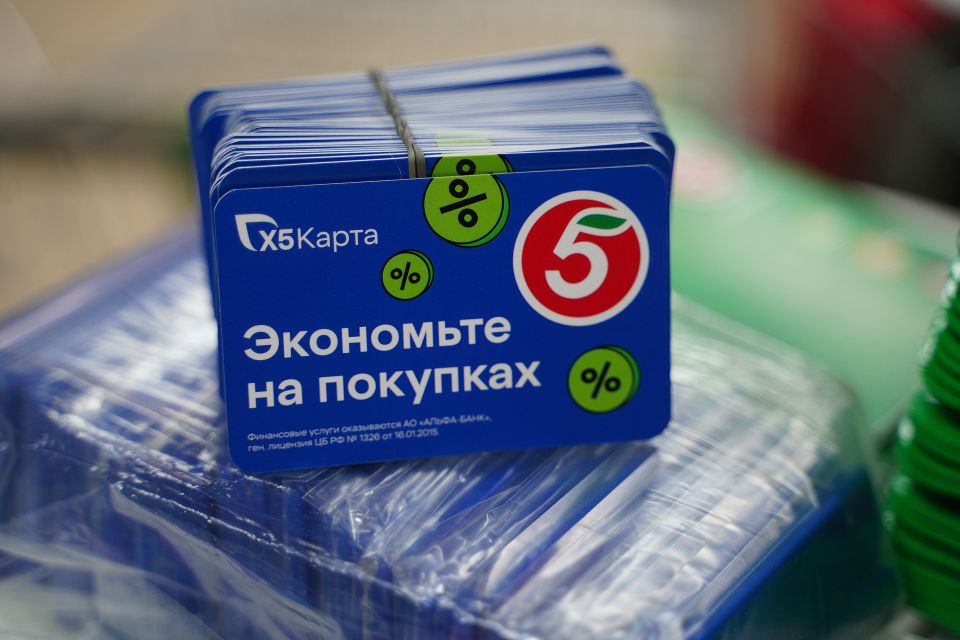 X5Карта
5
%
%
%
%
Экономьте
на покупках
Финансовые услуги оказываются АО «АЛЬФА-БАНК»,
ген. лицензия ЦБ РФ № 1326 от 16.01.2015.